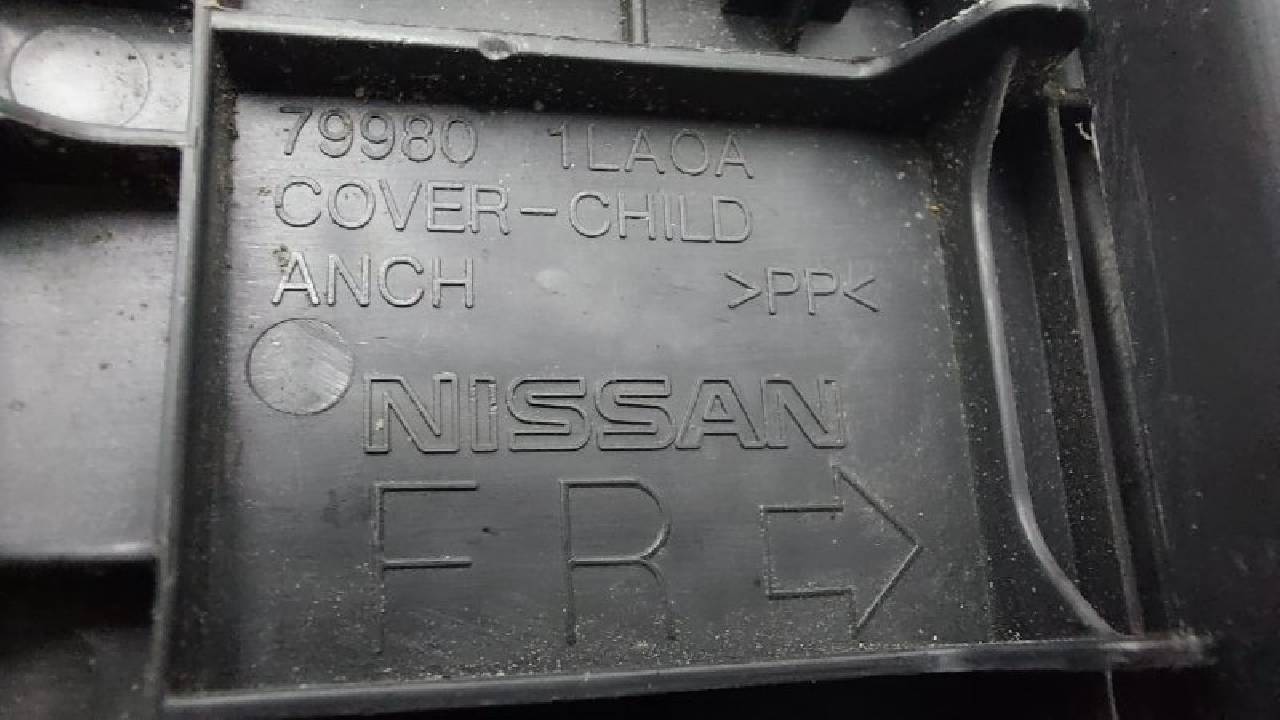 79980 1LA0A
COVER-CHILD
ANCH >PP<
NISSAN
FR